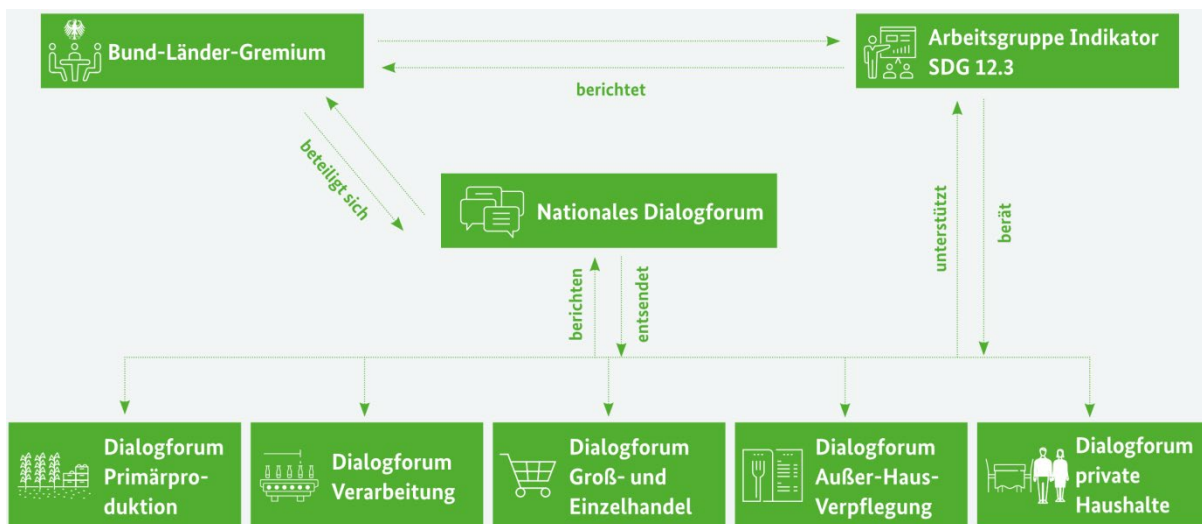 Bund-Länder-Gremium
Arbeitsgruppe Indikator
SDG 12.3
berichtet
beteiligt sich
Nationales Dialogforum
unterstützt
berät
berichten
entsendet
Dialogforum
Primärpro-
duktion
Dialogforum
Verarbeitung
Dialogforum
Groß- und
Einzelhandel
Dialogforum
Außer-Haus-
Verpflegung
Dialogforum
private
Haushalte